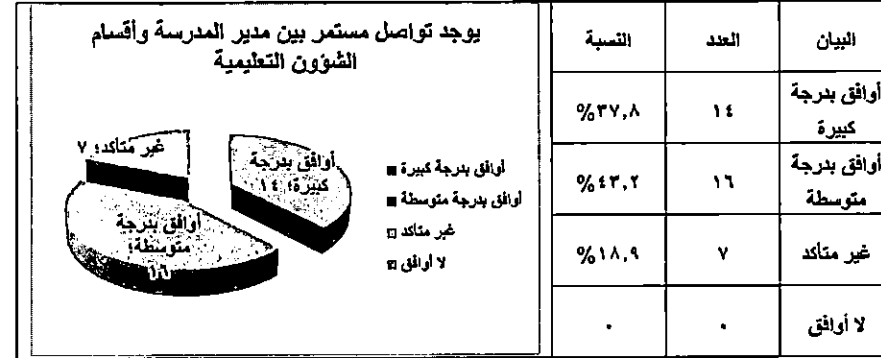 البيان العدد النسبة
أوافق بدرجة كبيرة ١٤ %٣٧,٨
أوافق بدرجة متوسطة ١٦ %٤٣,٢
غير متأكد ٧ %١٨,٩
لا أوافق ٠ ٠
يوجد تواصل مستمر بين مدير المدرسة وأقسام
الشؤون التعليمية
أوافق بدرجة
كبيرة؛ ١٤
غير متأكد؛ ٧
أوافق بدرجة
متوسطة؛
١٦
أوافق بدرجة كبيرة
أوافق بدرجة متوسطة
غير متأكد
لا أوافق